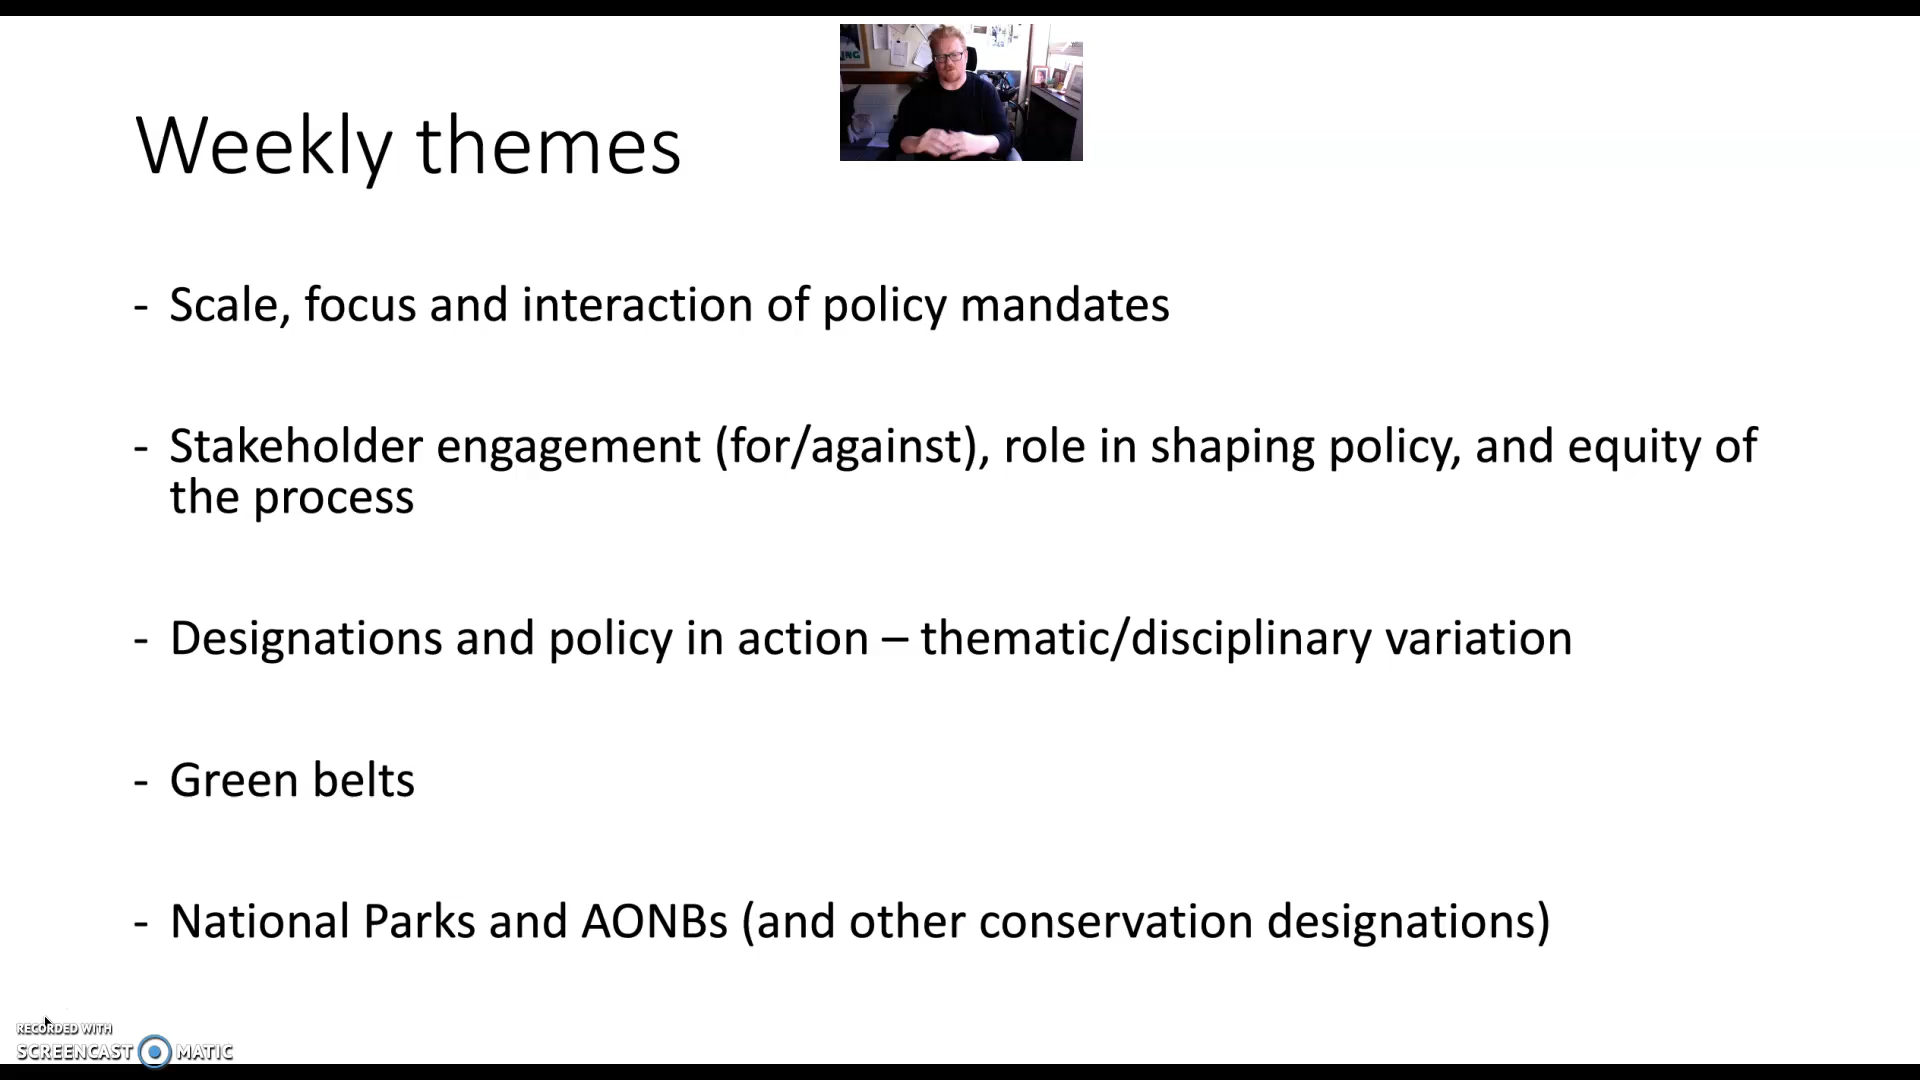 ING
Weekly themes
- Scale, focus and interaction of policy mandates
- Stakeholder engagement (for/against), role in shaping policy, and equity of
the process
- Designations and policy in action – thematic/disciplinary variation
- Green belts
- National Parks and AONBs (and other conservation designations)
RECORDED WITH
SCREENCAST MATIC